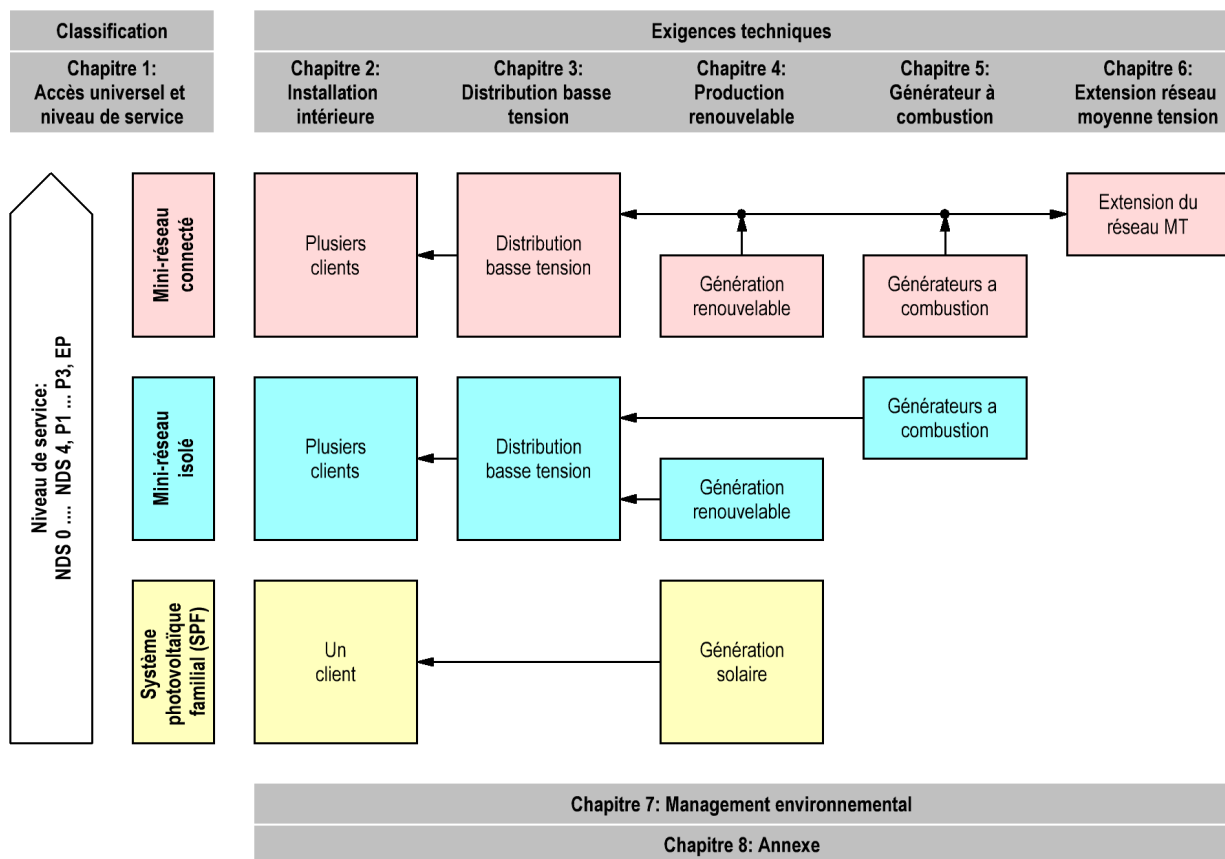 Classification
Exigences techniques
Chapitre 1:
Accès universel et
niveau de service
Chapitre 2:
Installation
intérieure
Chapitre 3:
Distribution basse
tension
Chapitre 4:
Production
renouvelable
Chapitre 5:
Générateur à
combustion
Chapitre 6:
Extension réseau
moyenne tension
Niveau de service:
NDS 0 .... NDS 4, P1 ... P3, EP
Mini-réseau
connecté
Plusiers
clients
Distribution
basse tension
Génération
renouvelable
Générateurs a
combustion
Extension du
réseau MT
Mini-réseau
isolé
Plusiers
clients
Distribution
basse tension
Génération
renouvelable
Générateurs a
combustion
Système
photovoltaïque
familial (SPF)
Un
client
Génération
solaire
Chapitre 7: Management environnemental
Chapitre 8: Annexe